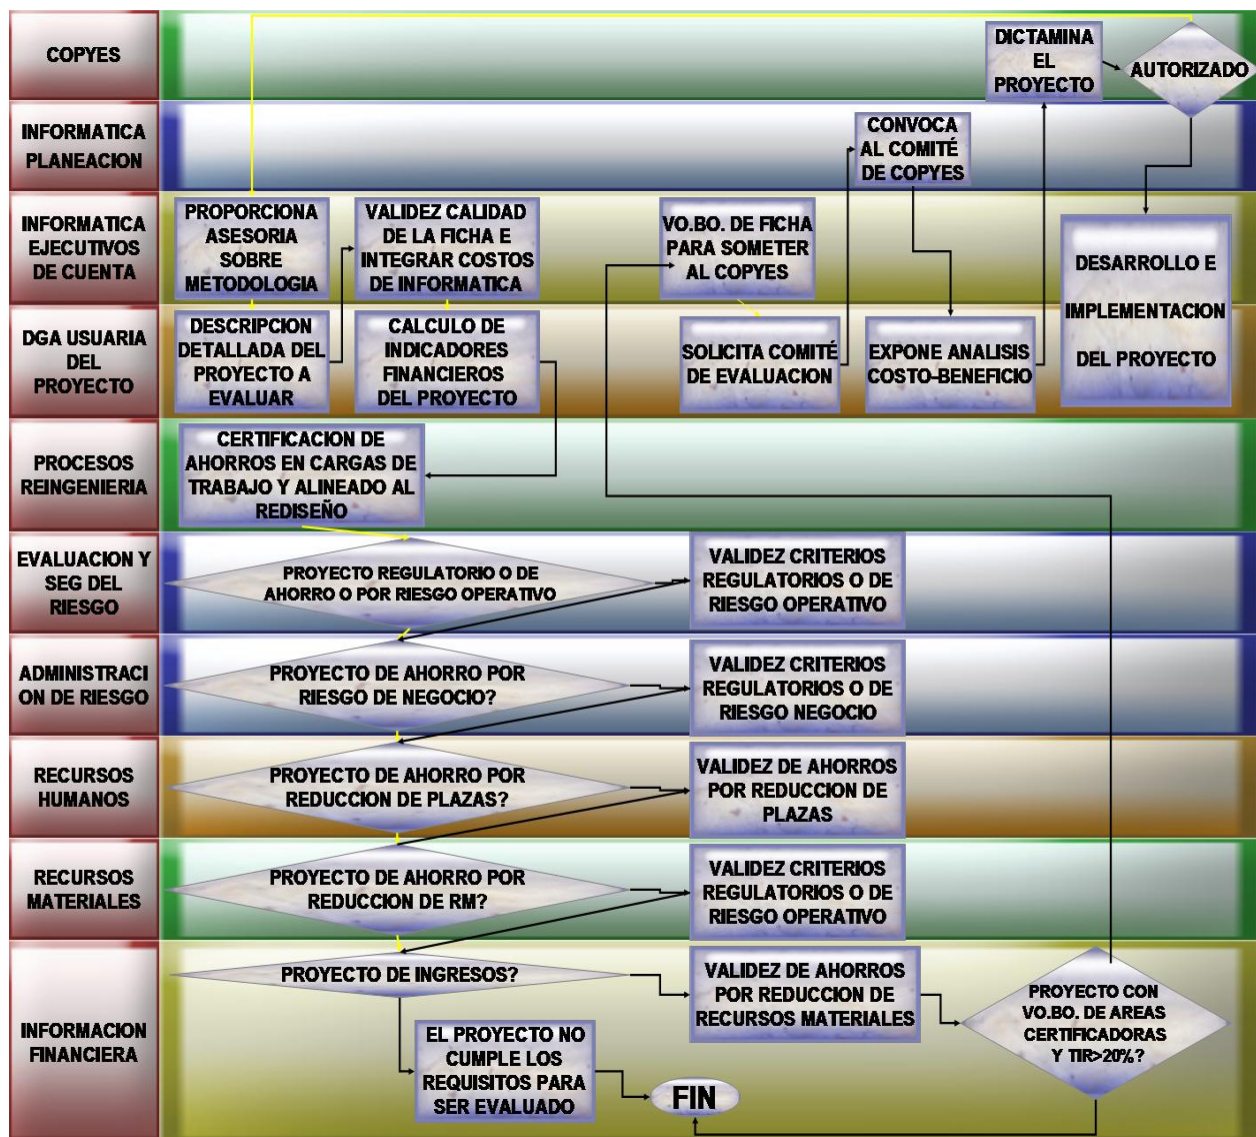 COPYES
DICTAMINA
EL
PROYECTO
AUTORIZADO
INFORMATICA
PLANEACION
CONVOCA
AL COMITÉ
DE COPYES
INFORMATICA
EJECUTIVOS
DE CUENTA
PROPORCIONA
ASESORIA
SOBRE
METODOLOGIA
VALIDEZ CALIDAD
DE LA FICHA E
INTEGRAR COSTOS
DE INFORMATICA
VO.BO. DE FICHA
PARA SOMETER
AL COPYES
DESARROLLO E
IMPLEMENTACION
DEL PROYECTO
DGA USUARIA
DEL
PROYECTO
DESCRIPCION
DETALLADA DEL
PROYECTO A
EVALUAR
CALCULO DE
INDICADORES
FINANCIEROS
DEL PROYECTO
SOLICITA COMITÉ
DE EVALUACION
EXPONE ANALISIS
COSTO-BENEFICIO
PROCESOS
REINGENIERIA
CERTIFICACION DE
AHORROS EN CARGAS DE
TRABAJO Y ALINEADO AL
REDISEÑO
EVALUACION Y
SEG DEL
RIESGO
PROYECTO REGULATORIO O DE
AHORRO O POR RIESGO OPERATIVO
VALIDEZ CRITERIOS
REGULATORIOS O DE
RIESGO OPERATIVO
ADMINISTRACI
ON DE RIESGO
PROYECTO DE AHORRO POR
RIESGO DE NEGOCIO?
VALIDEZ CRITERIOS
REGULATORIOS O DE
RIESGO NEGOCIO
RECURSOS
HUMANOS
PROYECTO DE AHORRO POR
REDUCCION DE PLAZAS?
VALIDEZ DE AHORROS
POR REDUCCION DE
PLAZAS
RECURSOS
MATERIALES
PROYECTO DE AHORRO POR
REDUCCION DE RM?
VALIDEZ CRITERIOS
REGULATORIOS O DE
RIESGO OPERATIVO
INFORMACION
FINANCIERA
PROYECTO DE INGRESOS?
VALIDEZ DE AHORROS
POR REDUCCION DE
RECURSOS MATERIALES
PROYECTO CON
VO.BO. DE AREAS
CERTIFICADORAS
Y TIR>20%?
EL PROYECTO NO
CUMPLE LOS
REQUISITOS PARA
SER EVALUADO
FIN